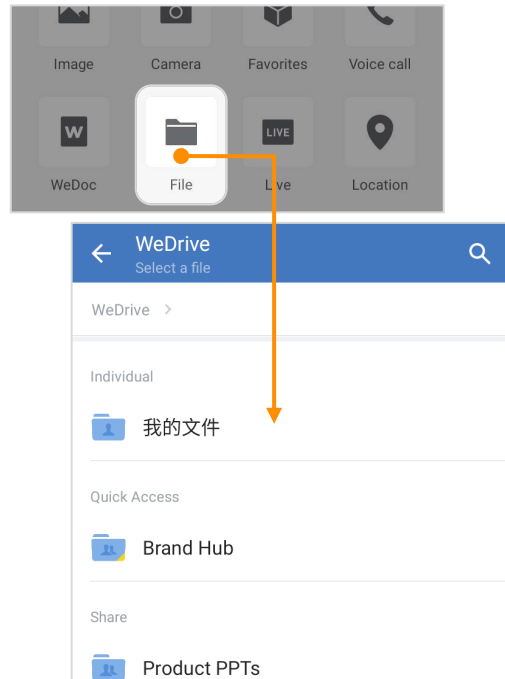 Image Camera Favorites Voice call
W LIVE
WeDoc File Live Location
WeDrive
Select a file
WeDrive >
Individual
我的文件
Quick Access
Brand Hub
Share
Product PPTs